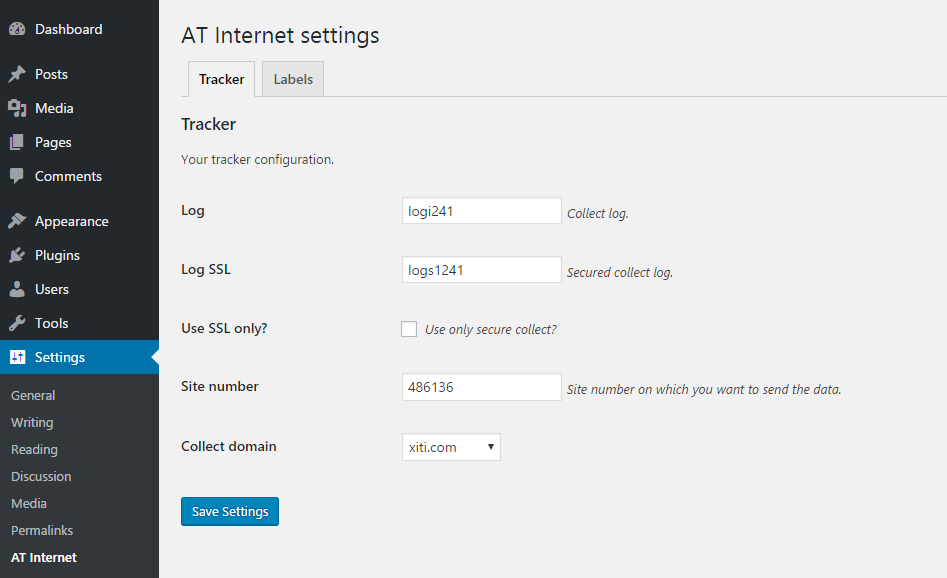 Dashboard
Posts
Media
Pages
Comments
Appearance
Plugins
Users
Tools
Settings
General
Writing
Reading
Discussion
Media
Permalinks
AT Internet
AT Internet settings
Tracker
Labels
Tracker
Your tracker configuration.
Log
logi241
Collect log.
Log SSL
logs1241
Secured collect log.
Use SSL only?
Use only secure collect?
Site number
486136
Site number on which you want to send the data.
Collect domain
xiti.com
Save Settings